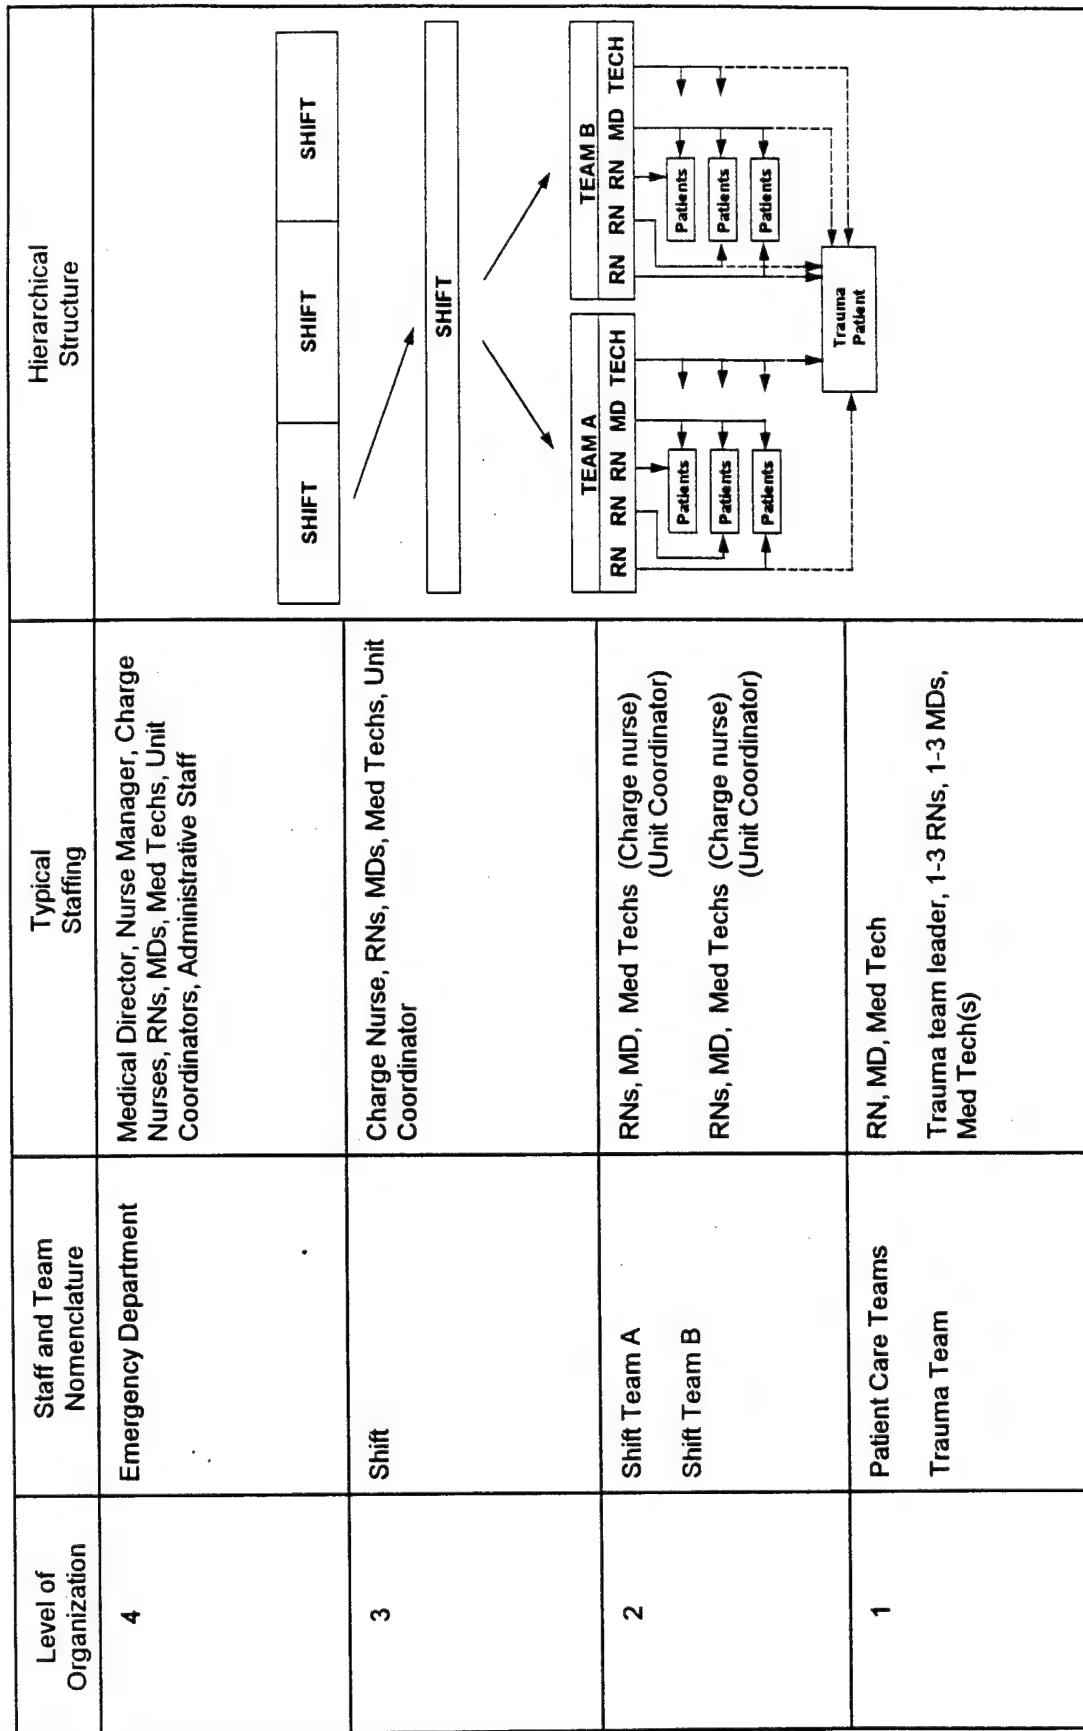 Level of
Organization
Staff and Team
Nomenclature
Typical
Staffing
Hierarchical
Structure
4
Emergency Department
Medical Director, Nurse Manager, Charge
Nurses, RNs, MDs, Med Techs, Unit
Coordinators, Administrative Staff
SHIFT SHIFT SHIFT
3
Shift
Charge Nurse, RNs, MDs, Med Techs, Unit
Coordinator
SHIFT
2
Shift Team A
Shift Team B
RNs, MD, Med Techs (Charge nurse)
(Unit Coordinator)
RNs, MD, Med Techs (Charge nurse)
(Unit Coordinator)
TEAM A
RN RN RN MD TECH
Patients
Patients
Patients
TEAM B
RN RN RN MD TECH
Patients
Patients
Patients
1
Patient Care Teams
Trauma Team
RN, MD, Med Tech
Trauma team leader, 1-3 RNs, 1-3 MDs,
Med Tech(s)
Trauma
Patient